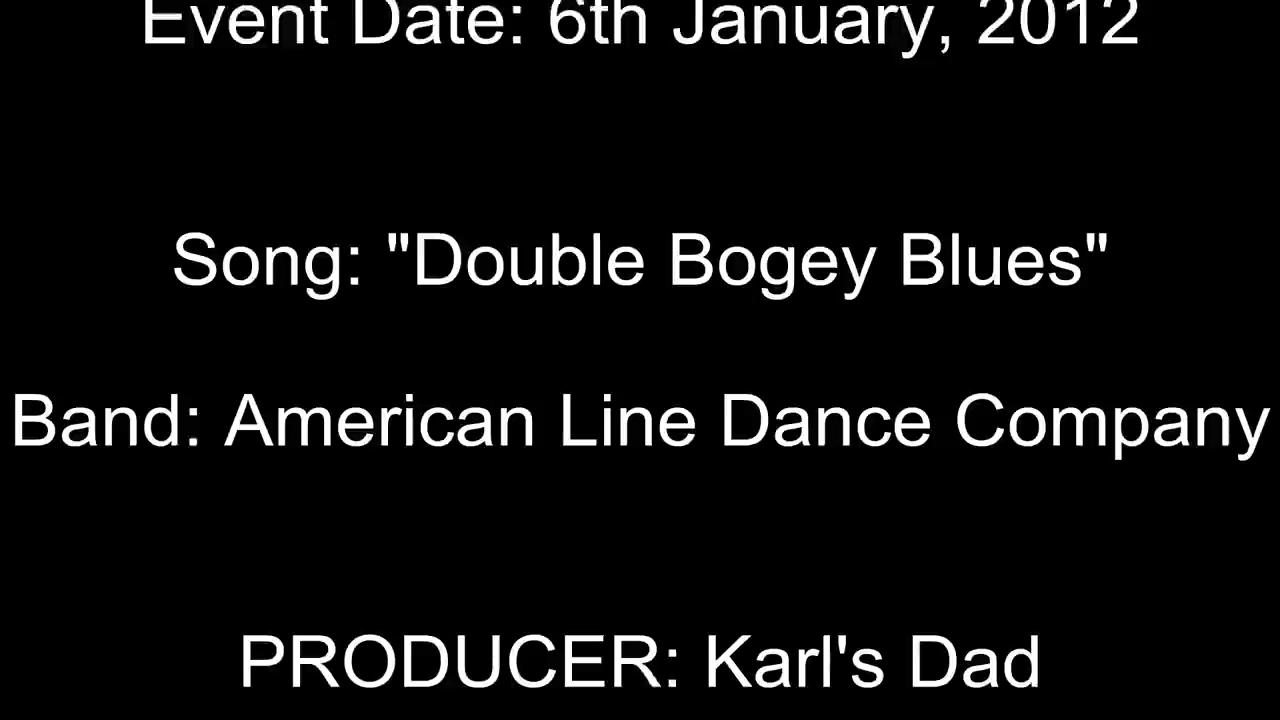 Event Date: 6th January, 2012
Song: "Double Bogey Blues"
Band: American Line Dance Company
PRODUCER: Karl's Dad